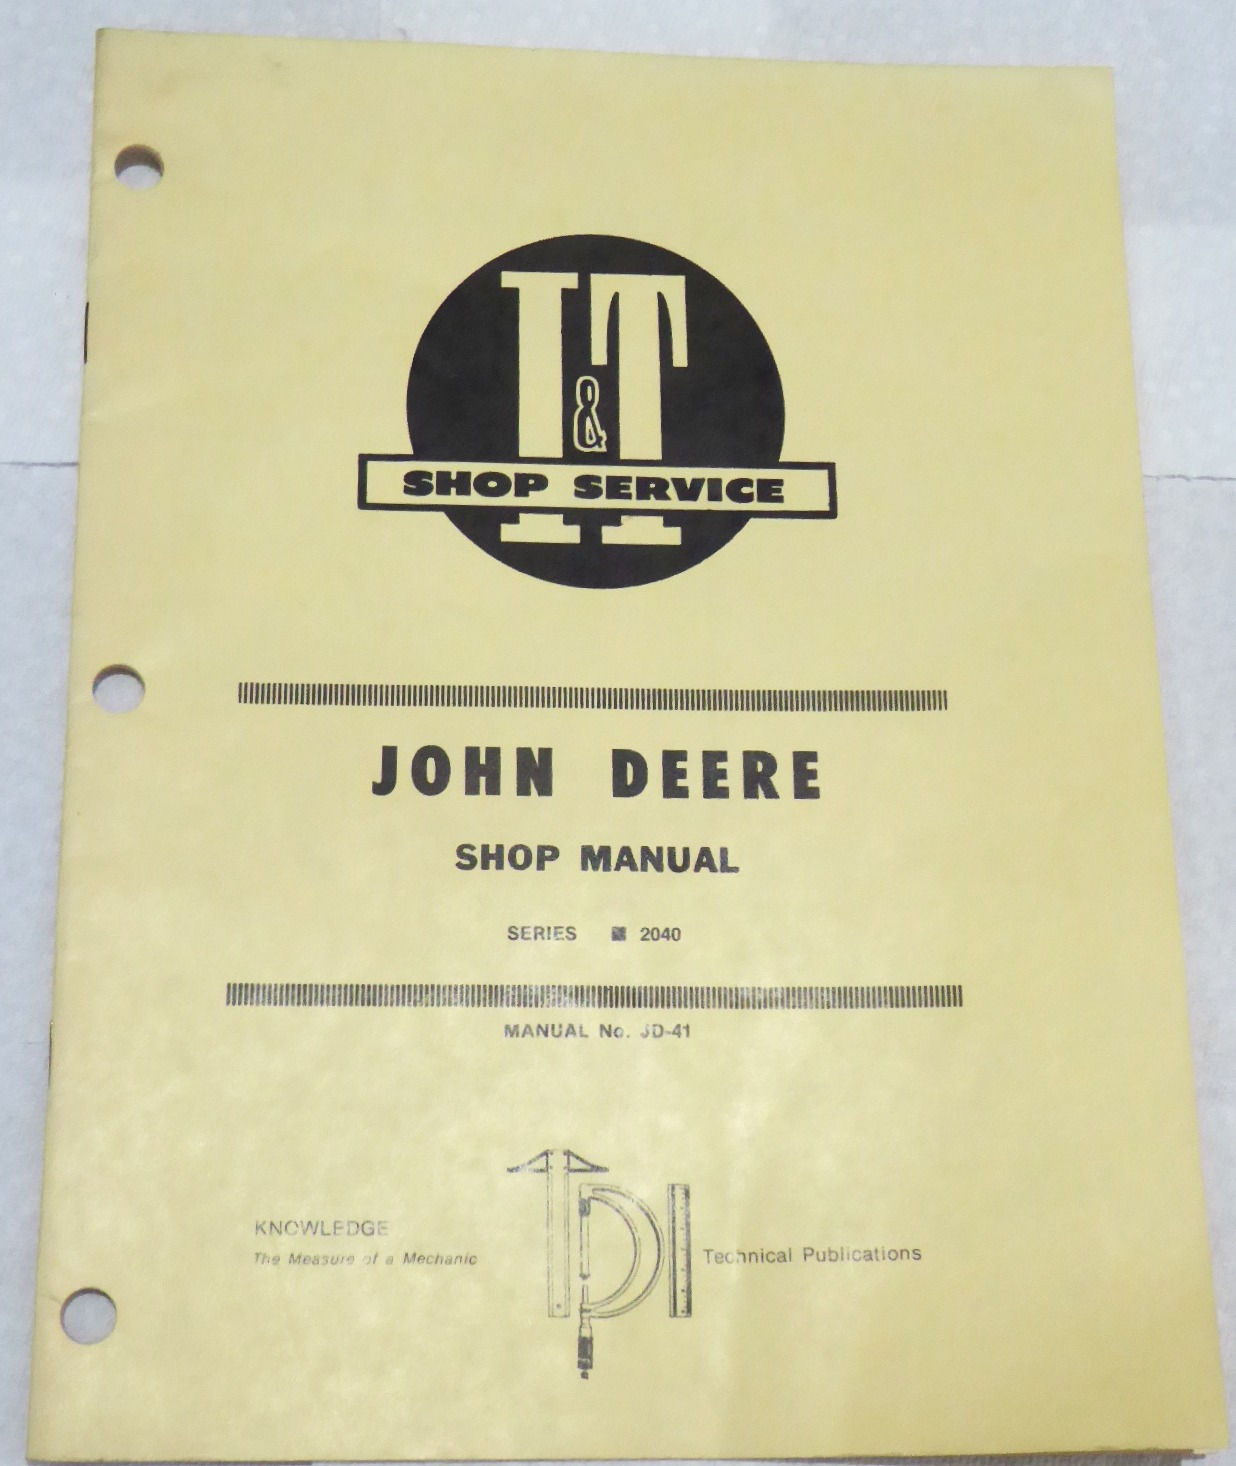 I&T
SHOP SERVICE
JOHN DEERE
SHOP MANUAL
SERIES ■ 2040
MANUAL No. JD-41
KNOWLEDGE
The Measure of a Mechanic
TPI
Technical Publications